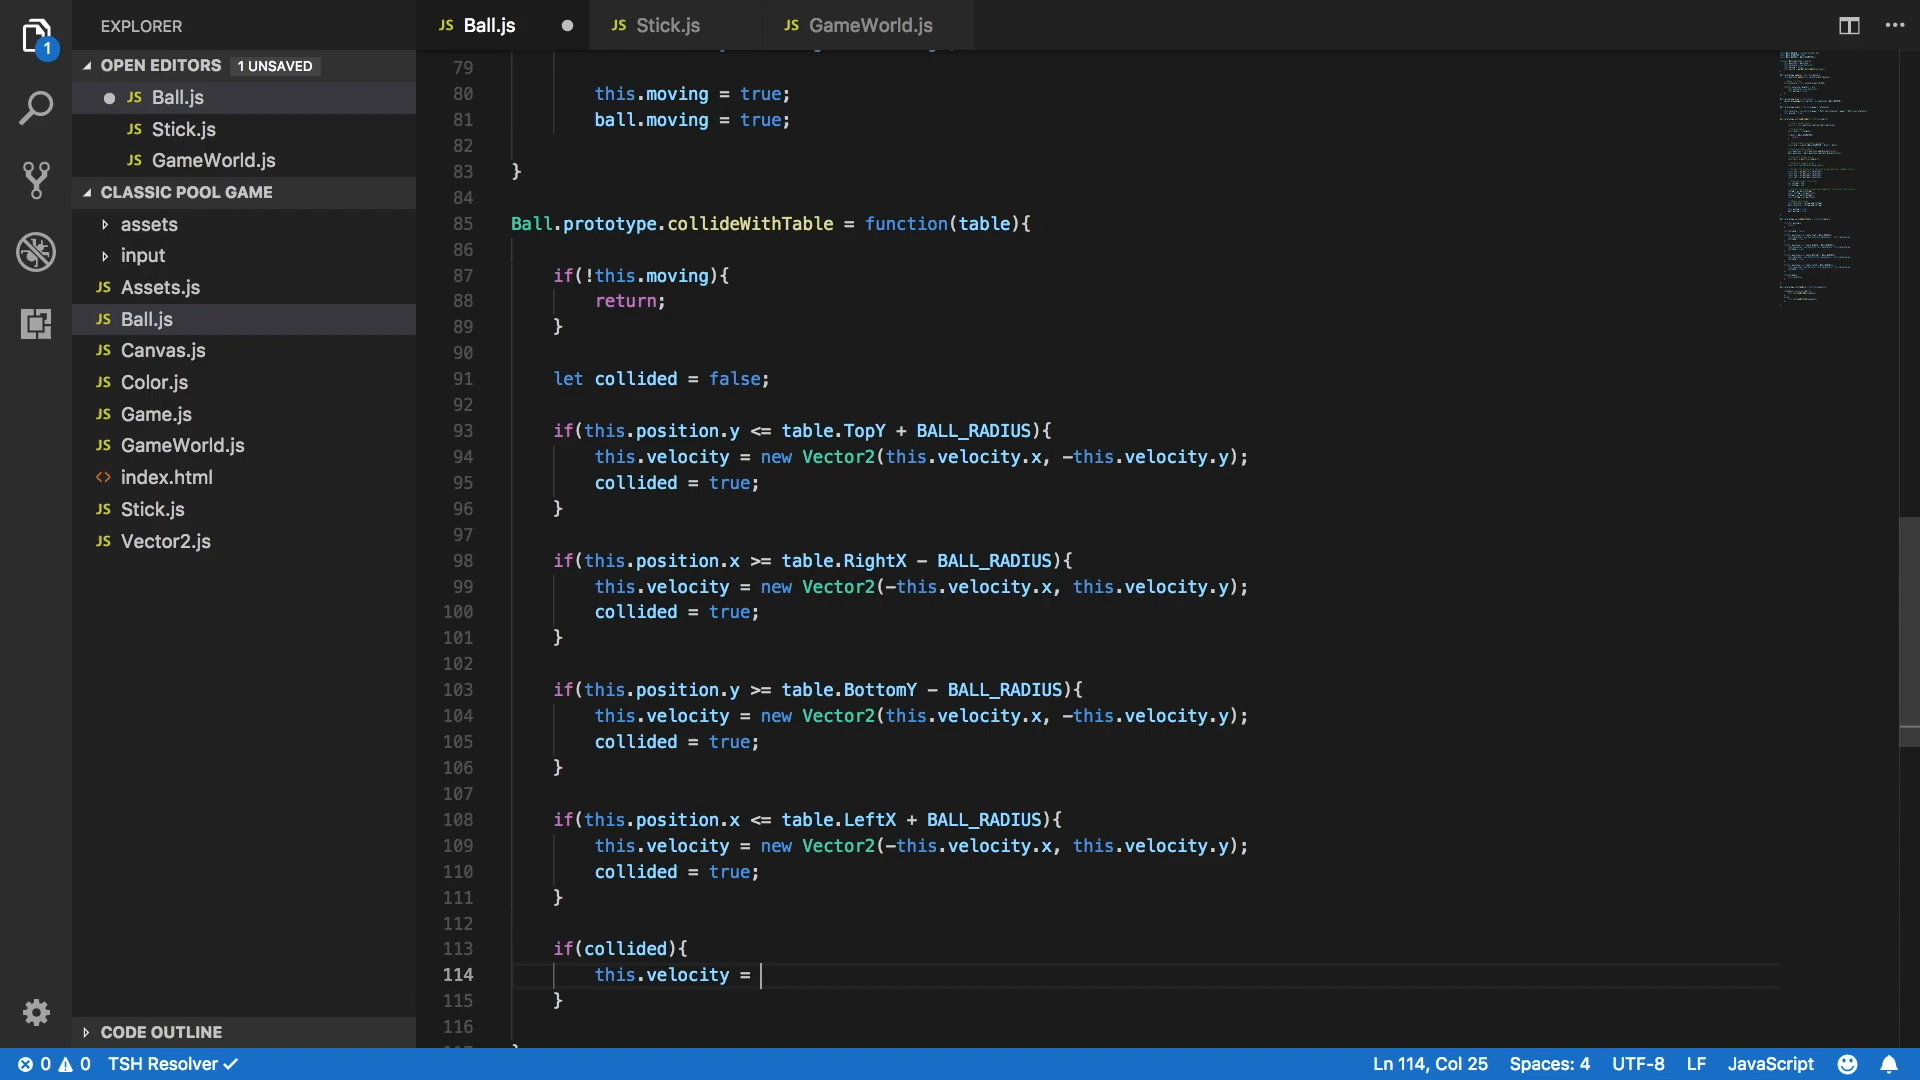 EXPLORER
1
OPEN EDITORS 1 UNSAVED
JS Ball.js
JS Stick.js
JS GameWorld.js
CLASSIC POOL GAME
assets
input
JS Assets.js
JS Ball.js
JS Canvas.js
JS Color.js
JS Game.js
JS GameWorld.js
<> index.html
JS Stick.js
JS Vector2.js
CODE OUTLINE
JS Ball.js JS Stick.js JS GameWorld.js
79
80 this.moving = true;
81 ball.moving = true;
82
83 }
84
85 Ball.prototype.collideWithTable = function(table){
86
87 if(!this.moving){
88 return;
89 }
90
91 let collided = false;
92
93 if(this.position.y <= table.TopY + BALL_RADIUS){
94 this.velocity = new Vector2(this.velocity.x, -this.velocity.y);
95 collided = true;
96 }
97
98 if(this.position.x >= table.RightX - BALL_RADIUS){
99 this.velocity = new Vector2(-this.velocity.x, this.velocity.y);
100 collided = true;
101 }
102
103 if(this.position.y >= table.BottomY - BALL_RADIUS){
104 this.velocity = new Vector2(this.velocity.x, -this.velocity.y);
105 collided = true;
106 }
107
108 if(this.position.x <= table.LeftX + BALL_RADIUS){
109 this.velocity = new Vector2(-this.velocity.x, this.velocity.y);
110 collided = true;
111 }
112
113 if(collided){
114 this.velocity =
115 }
116
0 0 TSH Resolver Ln 114, Col 25 Spaces: 4 UTF-8 LF JavaScript